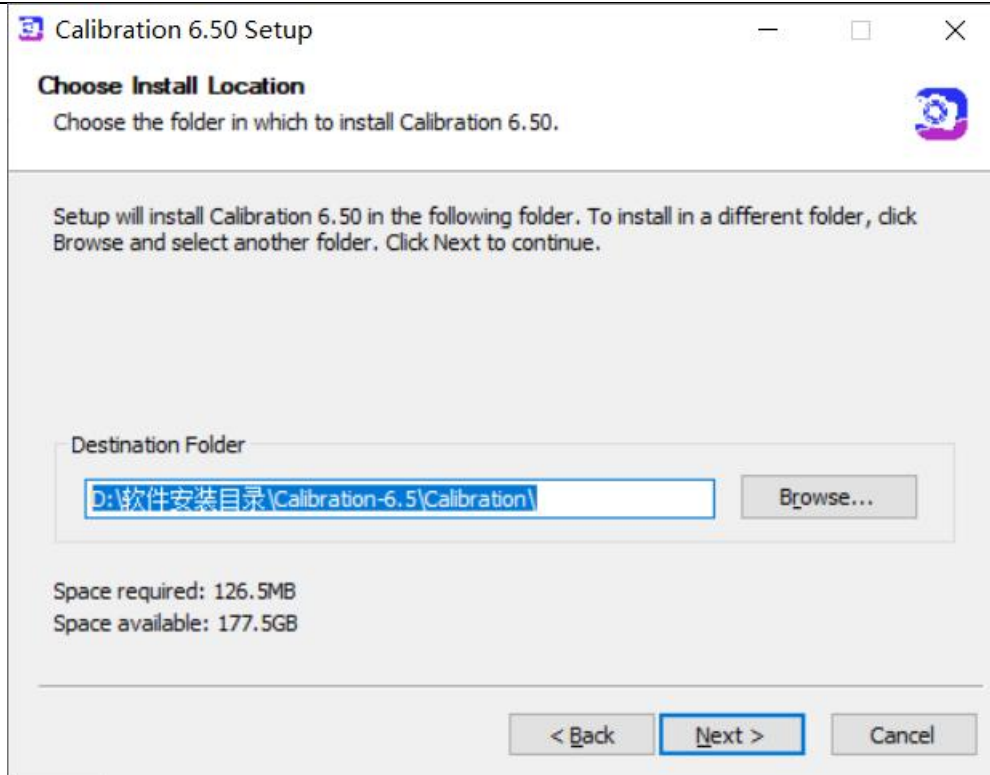 Calibration 6.50 Setup
Choose Install Location
Choose the folder in which to install Calibration 6.50.
Setup will install Calibration 6.50 in the following folder. To install in a different folder, click
Browse and select another folder. Click Next to continue.
Destination Folder
D:\软件安装目录\Calibration-6.5\Calibration\
Browse...
Space required: 126.5MB
Space available: 177.5GB
< Back
Next >
Cancel